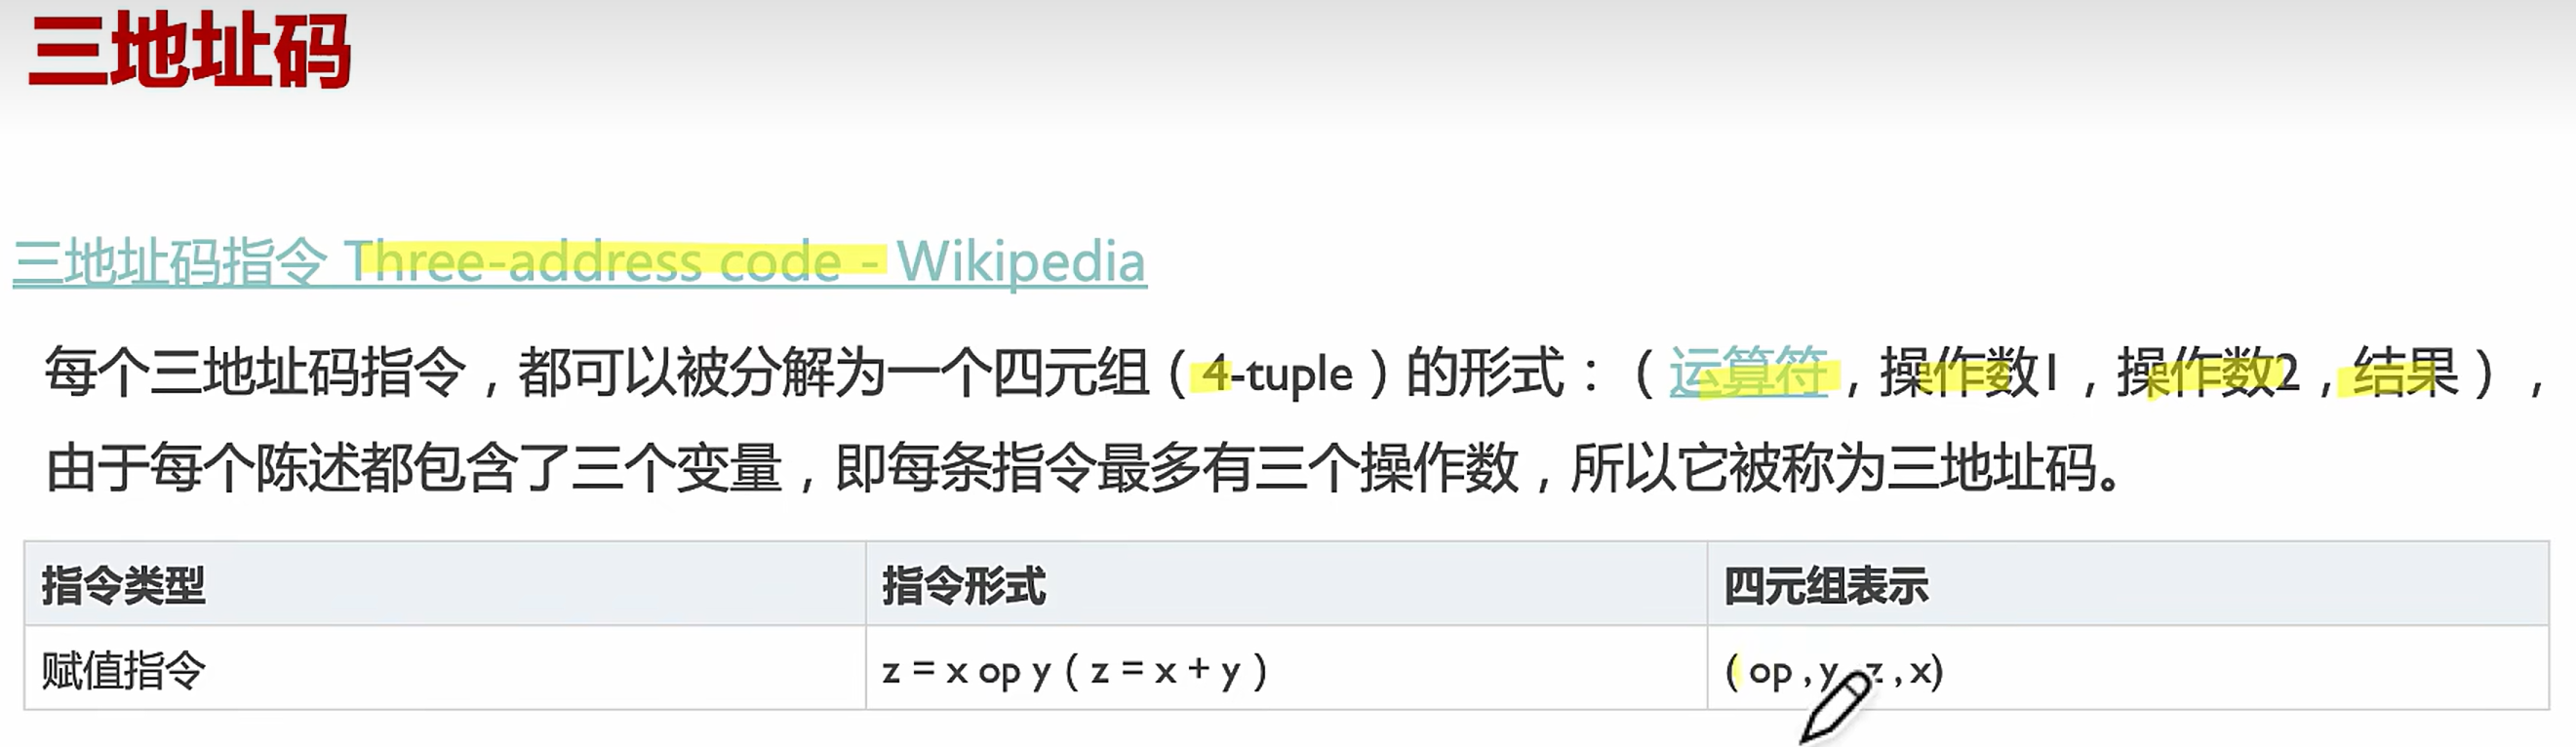 三地址码
三地址码指令 Three-address code - Wikipedia
每个三地址码指令，都可以被分解为一个四元组（4-tuple）的形式：（运算符，操作数1，操作数2，结果），
由于每个陈述都包含了三个变量，即每条指令最多有三个操作数，所以它被称为三地址码。
指令类型 指令形式 四元组表示
赋值指令 z = x op y ( z = x + y ) ( op , y , z , x)